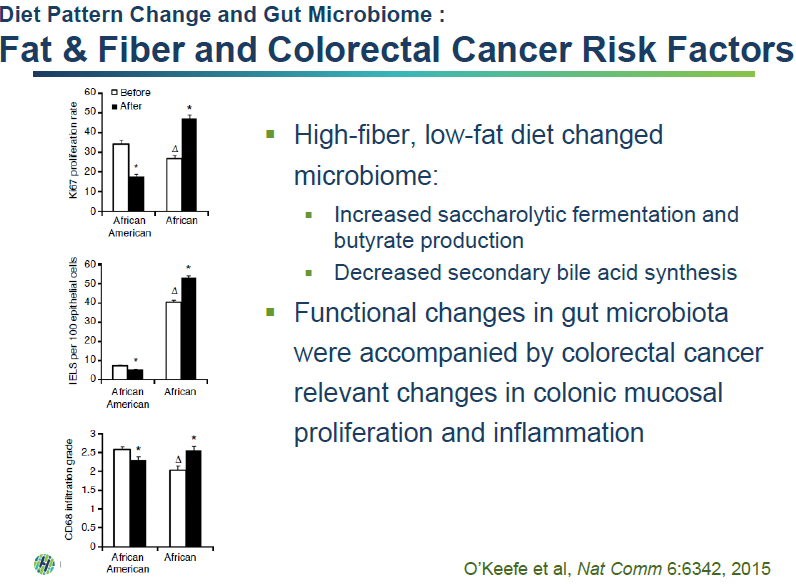 Diet Pattern Change and Gut Microbiome :
Fat & Fiber and Colorectal Cancer Risk Factors
Before
After
Ki67 proliferation rate
60
50
40
30
20
10
0
*
Δ
*
African
American
African
IELS per 100 epithelial cells
60
50
40
30
20
10
0
*
Δ
*
African
American
African
CD68 infiltration grade
3
2.5
2
1.5
1
0.5
0
*
Δ
*
African
American
African
High-fiber, low-fat diet changed
microbiome:
Increased saccharolytic fermentation and
butyrate production
Decreased secondary bile acid synthesis
Functional changes in gut microbiota
were accompanied by colorectal cancer
relevant changes in colonic mucosal
proliferation and inflammation
H
O'Keefe et al, Nat Comm 6:6342, 2015